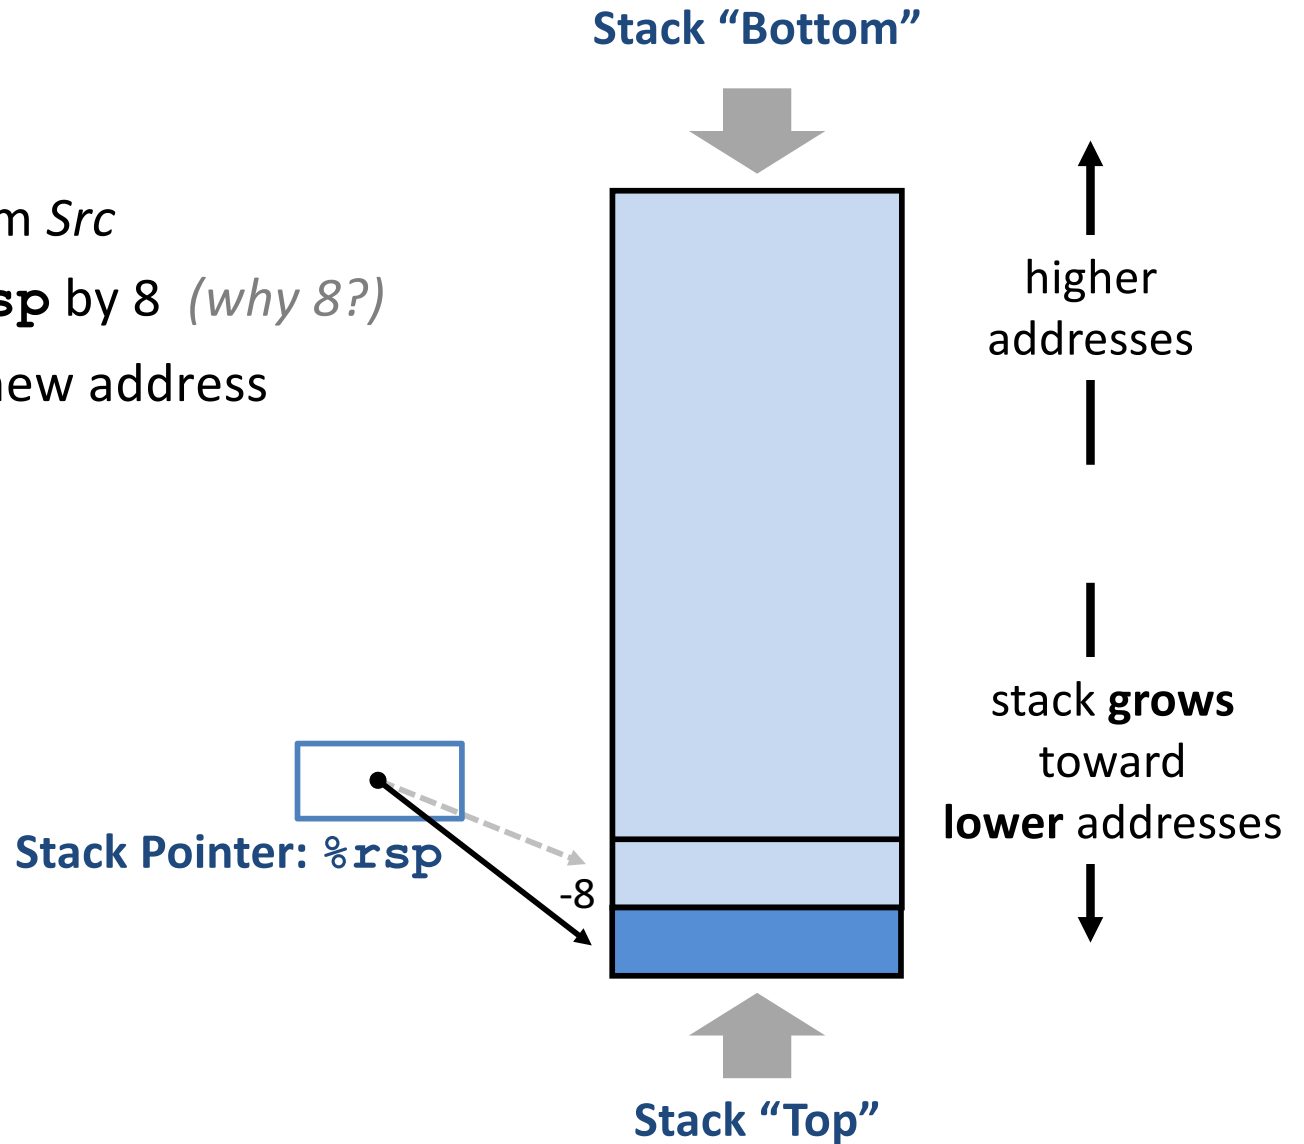 Stack “Bottom”
m Src
sp by 8 (why 8?)
new address
higher
addresses
stack grows
toward
lower addresses
Stack Pointer: %rsp
-8
Stack “Top”